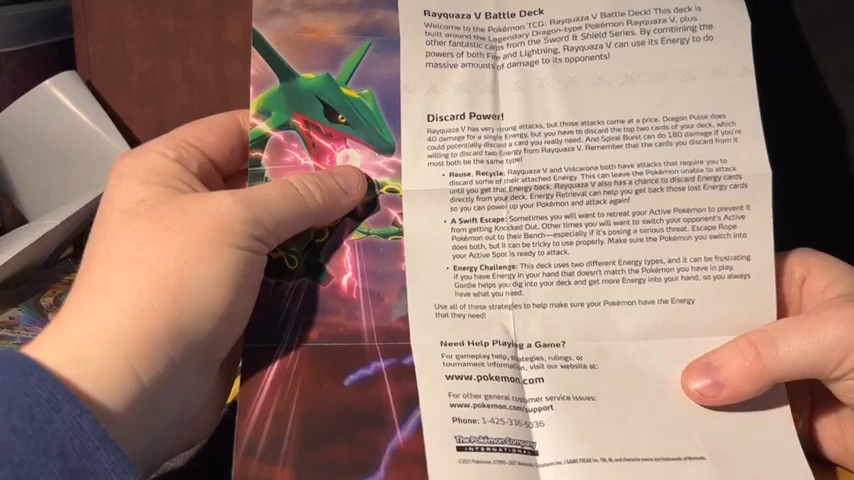 Rayquaza V Battle Deck
Welcome to the Pokémon TCG: Rayquaza V Battle Deck! This deck is
built around the Legendary Dragon-type Pokémon Rayquaza V, plus
other fantastic cards from the Sword & Shield Series. By combining the
powers of both Fire and Lightning, Rayquaza V can use its Energy to do
massive amounts of damage to its opponents!
Discard Power!
Rayquaza V has very strong attacks, but those attacks come at a price. Dragon Pulse does
40 damage for a single Energy, but you have to discard the top two cards of your deck, which
could potentially discard a card you really need. And Spiral Burst can do 180 damage if you're
willing to discard two Energy from Rayquaza V. Remember that the cards you discard from it
must both be the same type!
• Reuse, Recycle: Rayquaza V and Volcarona both have attacks that require you to
discard some of their attached Energy. This can leave the Pokémon unable to attack
until you get that Energy back. Rayquaza V also has a chance to discard Energy cards
directly from your deck. Energy Retrieval can help you get back those lost Energy cards
so you can power up your Pokémon and attack again!
• A Swift Escape: Sometimes you will want to retreat your Active Pokémon to prevent it
from getting Knocked Out. Other times you will want to switch your opponent's Active
Pokémon out to their Bench—especially if it's posing a serious threat. Escape Rope
does both, but it can be tricky to use properly. Make sure the Pokémon you switch into
your Active Spot is ready to attack.
• Energy Challenge: This deck uses two different Energy types, and it can be frustrating
if you have Energy in your hand that doesn't match the Pokémon you have in play.
Gordie helps you dig into your deck and get more Energy into your hand, so you always
have what you need.
Use all of these strategies to help make sure your Pokémon have the Energy
that they need!
Need Help Playing a Game?
For gameplay help, strategies, rulings, or
tournament information, visit our website at:
www.pokemon.com
For other general customer service issues:
www.pokemon.com/support
Phone: 1-425-336-5036
The Pokémon Company
INTERNATIONAL
©2021 Pokémon. ©1995–2021 Nintendo / Creatures Inc. / GAME FREAK inc. TM, ®, and character names are trademarks of Nintendo.